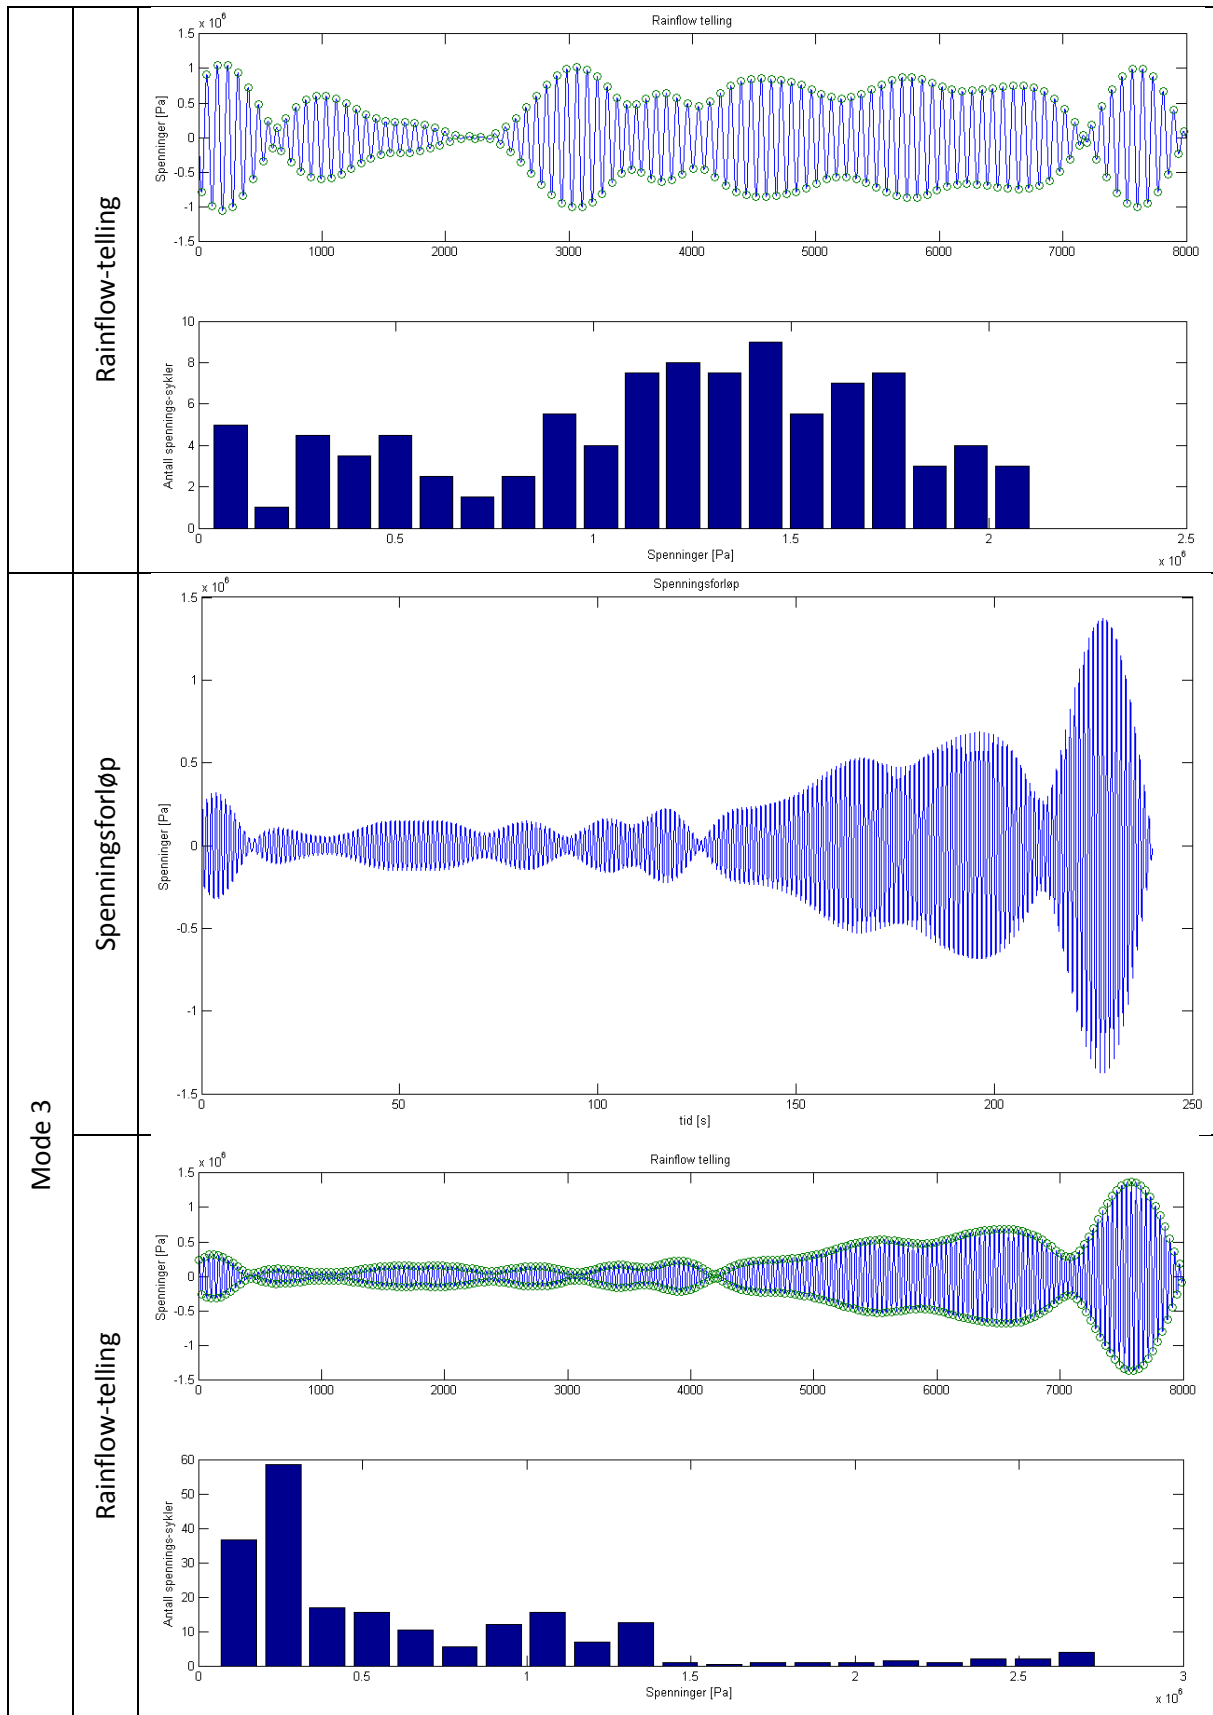 Rainflow-telling
x 10^6
Rainflow telling
Spenninger [Pa]
1.5
1
0.5
0
-0.5
-1
-1.5
0 1000 2000 3000 4000 5000 6000 7000 8000
Antall spennings-sykler
10
8
6
4
2
0
0 0.5 1 1.5 2 2.5
Spenninger [Pa]
x 10^6
Mode 3
Spenningsforløp
x 10^6
Spenningsforløp
Spenninger [Pa]
1.5
1
0.5
0
-0.5
-1
-1.5
0 50 100 150 200 250
tid [s]
Rainflow-telling
x 10^6
Rainflow telling
Spenninger [Pa]
1.5
1
0.5
0
-0.5
-1
-1.5
0 1000 2000 3000 4000 5000 6000 7000 8000
Antall spennings-sykler
60
50
40
30
20
10
0
0 0.5 1 1.5 2 2.5 3
Spenninger [Pa]
x 10^6